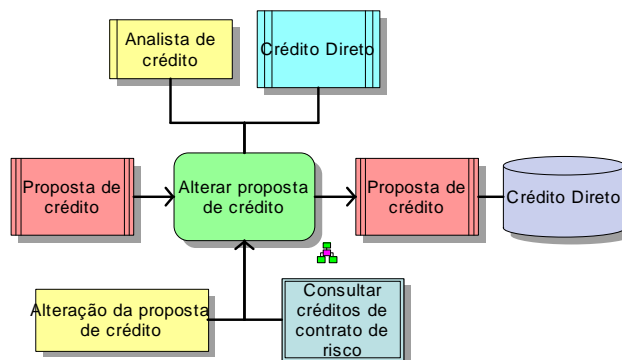 Analista de
crédito
Crédito Direto
Proposta de
crédito
Alterar proposta
de crédito
Proposta de
crédito
Crédito Direto
Alteração da proposta
de crédito
Consultar
créditos de
contrato de
risco